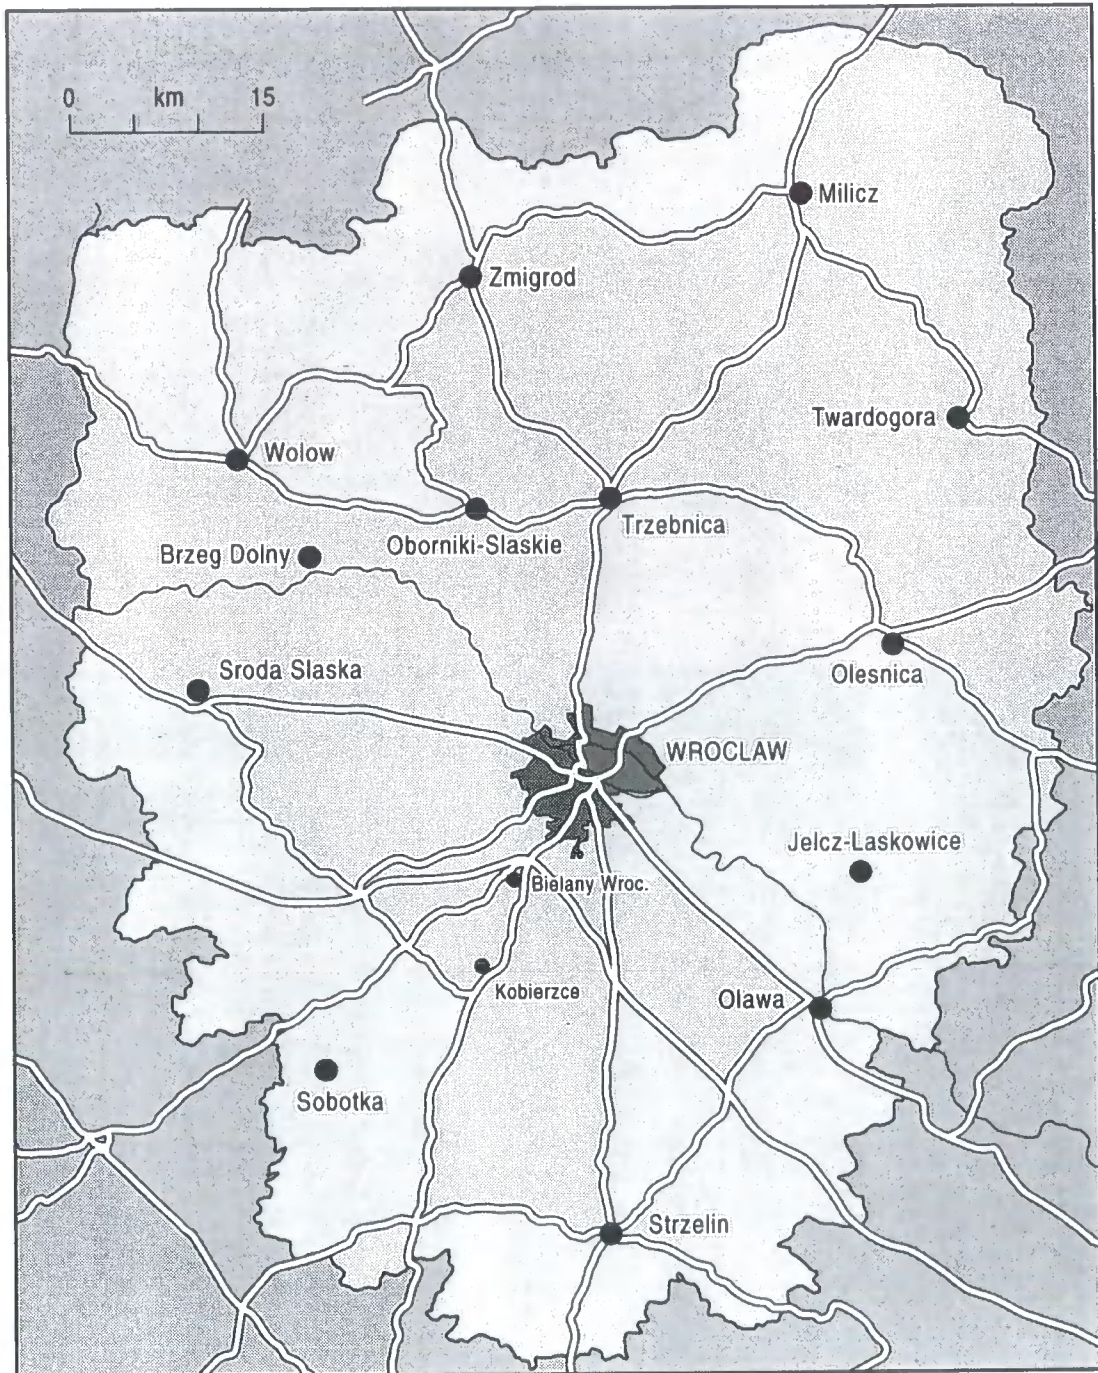 0 km 15
Milicz
Zmigrod
Twardogora
Wolow
Trzebnica
Oborniki-Slaskie
Brzeg Dolny
Sroda Slaska
Olesnica
WROCLAW
Jelcz-Laskowice
Bielany Wroc.
Kobierzce
Olawa
Sobotka
Strzelin